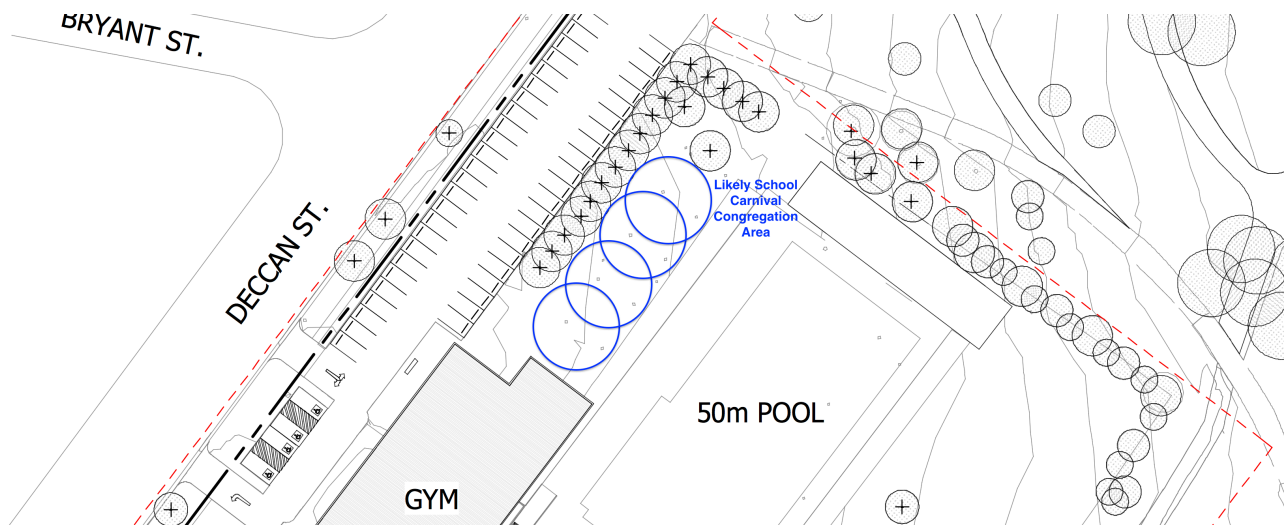 BRYANT ST.
DECCAN ST.
Likely School
Carnival
Congregation
Area
50m POOL
GYM